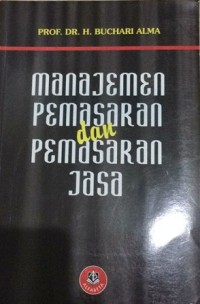 PROF. DR. H. BUCHARI ALMA
MANAJEMEN
PEMASARAN
dan
PEMASARAN
JASA